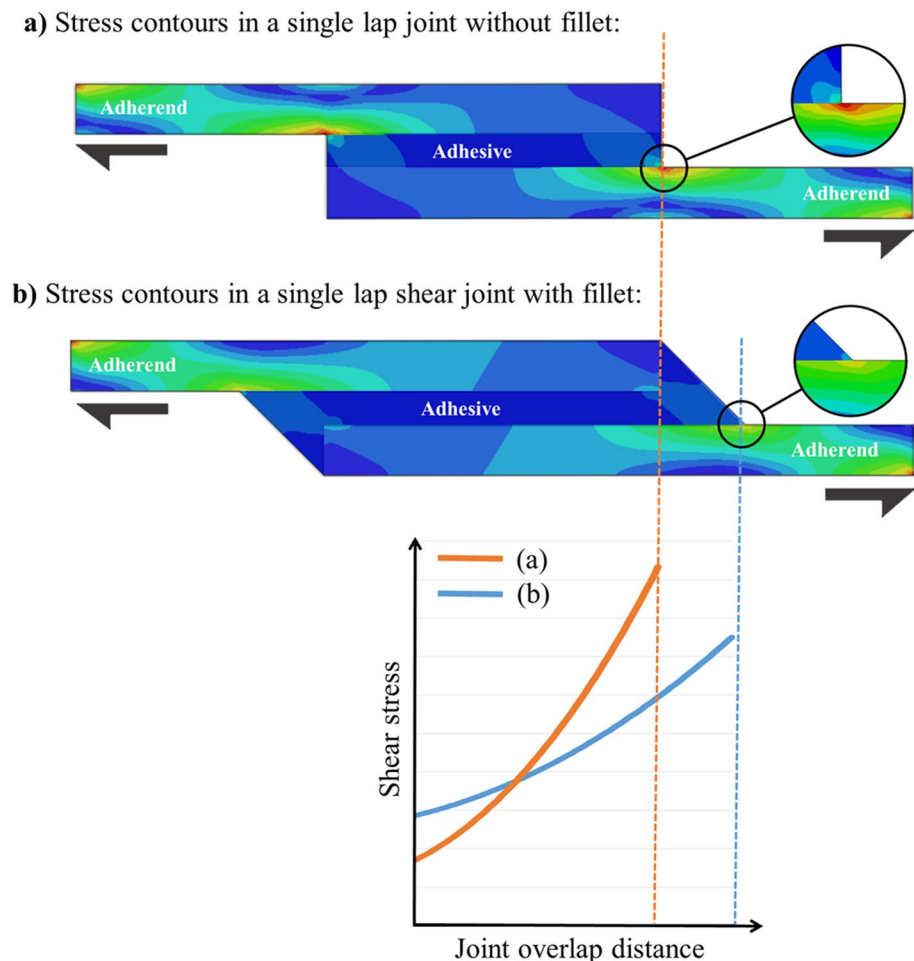 a) Stress contours in a single lap joint without fillet:
Adherend
Adhesive
Adherend
b) Stress contours in a single lap shear joint with fillet:
Adherend
Adhesive
Adherend
(a)
(b)
Shear stress
Joint overlap distance